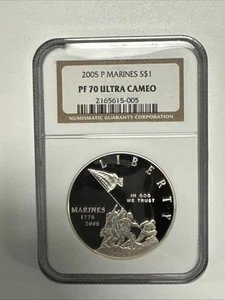 2005 P MARINES S$1
PF 70 ULTRA CAMEO
2165615-005
NUMISMATIC GUARANTY CORPORATION
LIBERTY
IN GOD
WE TRUST
MARINES
1775
2005